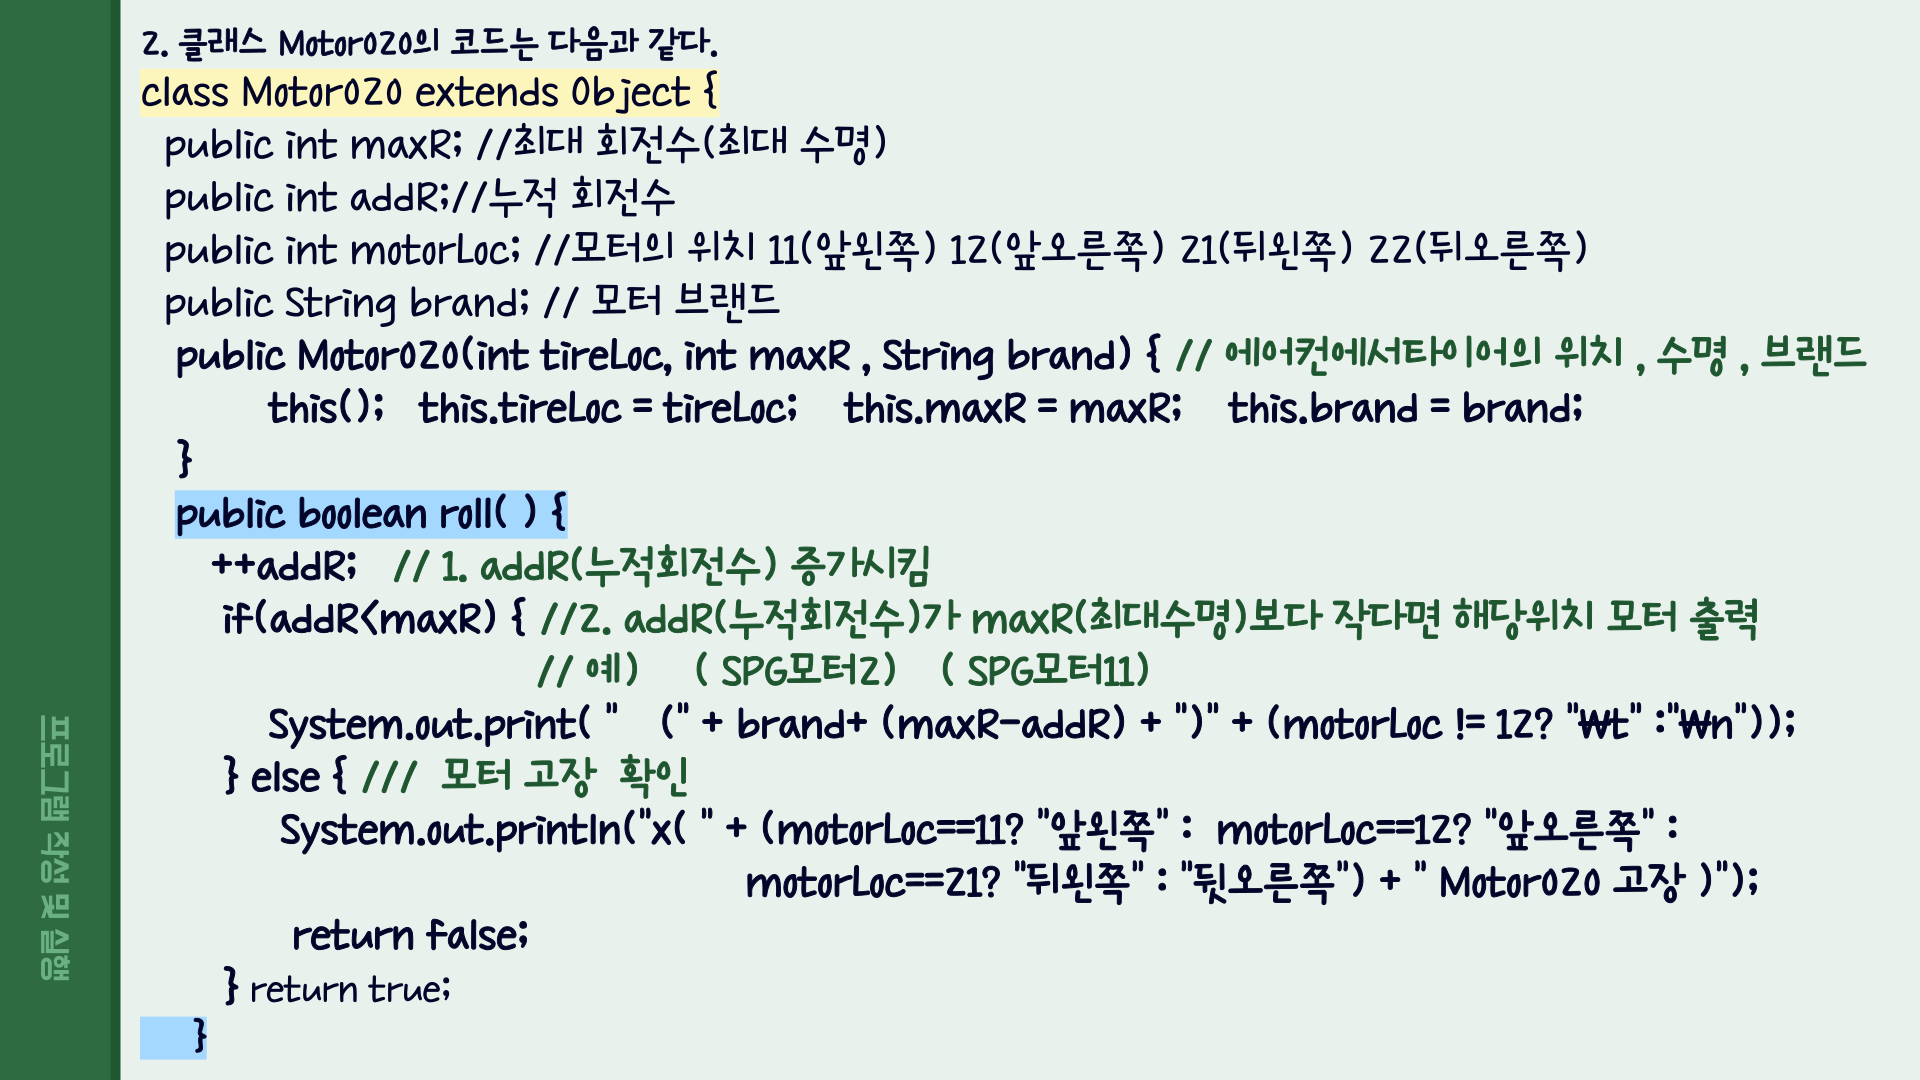 2. 클래스 Motor020의 코드는 다음과 같다.
class Motor020 extends Object {
public int maxR; //최대 회전수(최대 수명)
public int addR;//누적 회전수
public int motorLoc; //모터의 위치 11(앞왼쪽) 12(앞오른쪽) 21(뒤왼쪽) 22(뒤오른쪽)
public String brand; // 모터 브랜드
public Motor020(int tireLoc, int maxR , String brand) { // 에어컨에서타이어의 위치 , 수명 , 브랜드
this(); this.tireLoc = tireLoc; this.maxR = maxR; this.brand = brand;
}
public boolean roll( ) {
++addR; // 1. addR(누적회전수) 증가시킴
if(addR<maxR) { //2. addR(누적회전수)가 maxR(최대수명)보다 작다면 해당위치 모터 출력
// 예) ( SPG모터2) ( SPG모터11)
System.out.print( " (" + brand+ (maxR-addR) + ")" + (motorLoc != 12? "₩t" :"₩n"));
} else { /// 모터 고장 확인
System.out.println("x( " + (motorLoc==11? "앞왼쪽" : motorLoc==12? "앞오른쪽" :
motorLoc==21? "뒤왼쪽" : "뒷오른쪽") + " Motor020 고장 )");
return false;
} return true;
}
프로그램 작성 및 실행